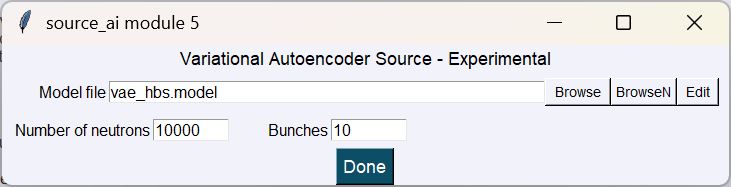 source_ai module 5
Variational Autoencoder Source - Experimental
Model file vae_hbs.model Browse BrowseN Edit
Number of neutrons 10000 Bunches 10
Done